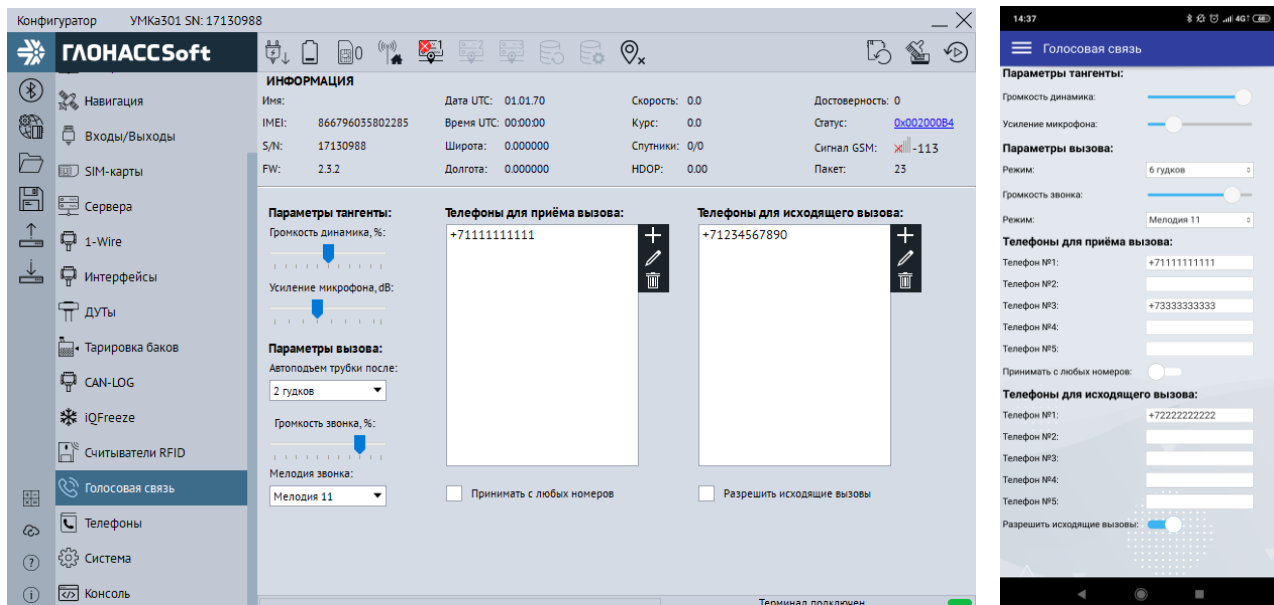 Конфигуратор УМКа301 SN: 17130988
ГЛОНАССSoft
Навигация
Входы/Выходы
SIM-карты
Сервера
1-Wire
Интерфейсы
ДУТы
Тарировка баков
CAN-LOG
iQFreeze
Считыватели RFID
Голосовая связь
Телефоны
Система
Консоль
ИНФОРМАЦИЯ
Имя: Дата UTC: 01.01.70 Скорость: 0.0 Достоверность: 0
IMEI: 866796035802285 Время UTC: 00:00:00 Курс: 0.0 Статус: 0x002000B4
S/N: 17130988 Широта: 0.000000 Спутники: 0/0 Сигнал GSM: -113
FW: 2.3.2 Долгота: 0.000000 HDOP: 0.00 Пакет: 23
Параметры тангенты:
Громкость динамика, %:
Усиление микрофона, dB:
Параметры вызова:
Автоподъем трубки после:
2 гудков
Громкость звонка, %:
Мелодия звонка:
Мелодия 11
Телефоны для приёма вызова:
+71111111111
Принимать с любых номеров
Телефоны для исходящего вызова:
+71234567890
Разрешить исходящие вызовы
Терминал подключен
14:37 4G 48
Голосовая связь
Параметры тангенты:
Громкость динамика:
Усиление микрофона:
Параметры вызова:
Режим: 6 гудков
Громкость звонка:
Режим: Мелодия 11
Телефоны для приёма вызова:
Телефон №1: +71111111111
Телефон №2:
Телефон №3: +73333333333
Телефон №4:
Телефон №5:
Принимать с любых номеров:
Телефоны для исходящего вызова:
Телефон №1: +72222222222
Телефон №2:
Телефон №3:
Телефон №4:
Телефон №5:
Разрешить исходящие вызовы: